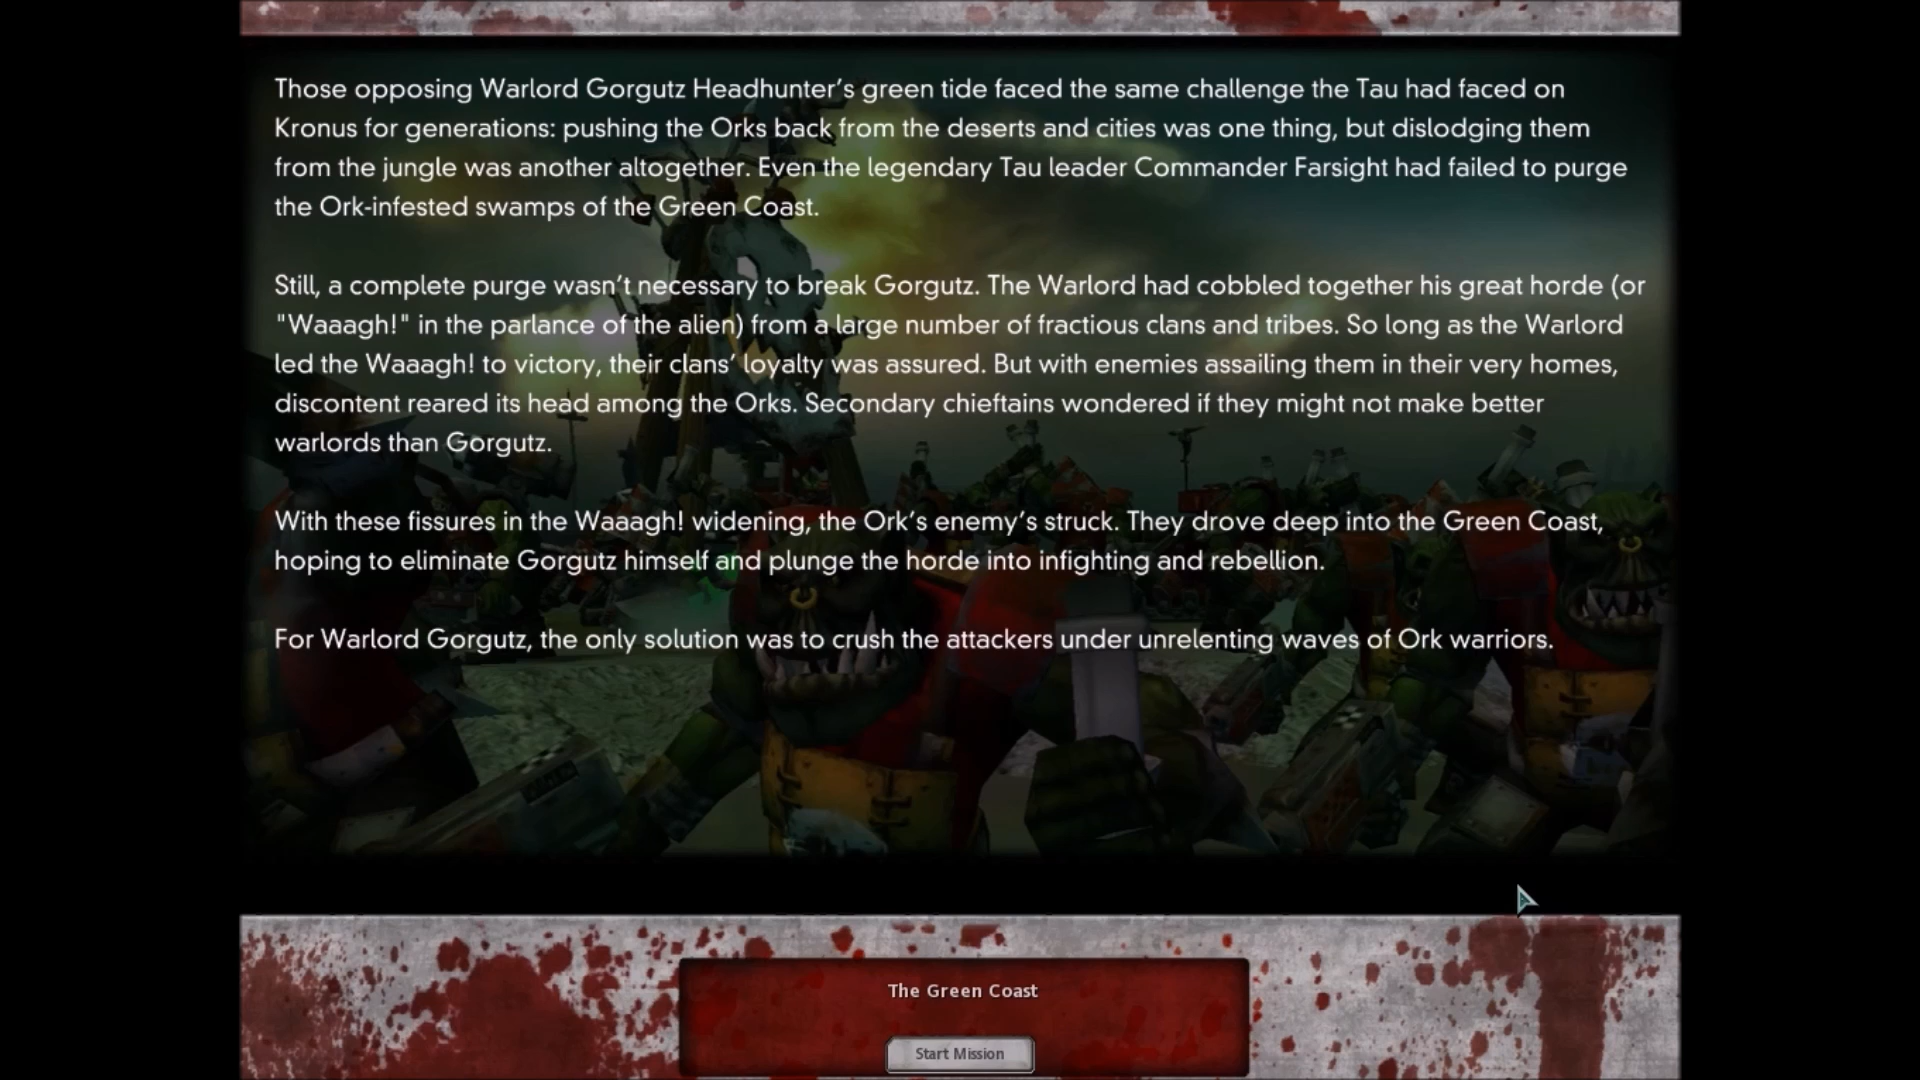 Those opposing Warlord Gorgutz Headhunter's green tide faced the same challenge the Tau had faced on
Kronus for generations: pushing the Orks back from the deserts and cities was one thing, but dislodging them
from the jungle was another altogether. Even the legendary Tau leader Commander Farsight had failed to purge
the Ork-infested swamps of the Green Coast.
Still, a complete purge wasn't necessary to break Gorgutz. The Warlord had cobbled together his great horde (or
"Waaagh!" in the parlance of the alien) from a large number of fractious clans and tribes. So long as the Warlord
led the Waaagh! to victory, their clans' loyalty was assured. But with enemies assailing them in their very homes,
discontent reared its head among the Orks. Secondary chieftains wondered if they might not make better
warlords than Gorgutz.
With these fissures in the Waaagh! widening, the Ork's enemy's struck. They drove deep into the Green Coast,
hoping to eliminate Gorgutz himself and plunge the horde into infighting and rebellion.
For Warlord Gorgutz, the only solution was to crush the attackers under unrelenting waves of Ork warriors.
The Green Coast
Start Mission